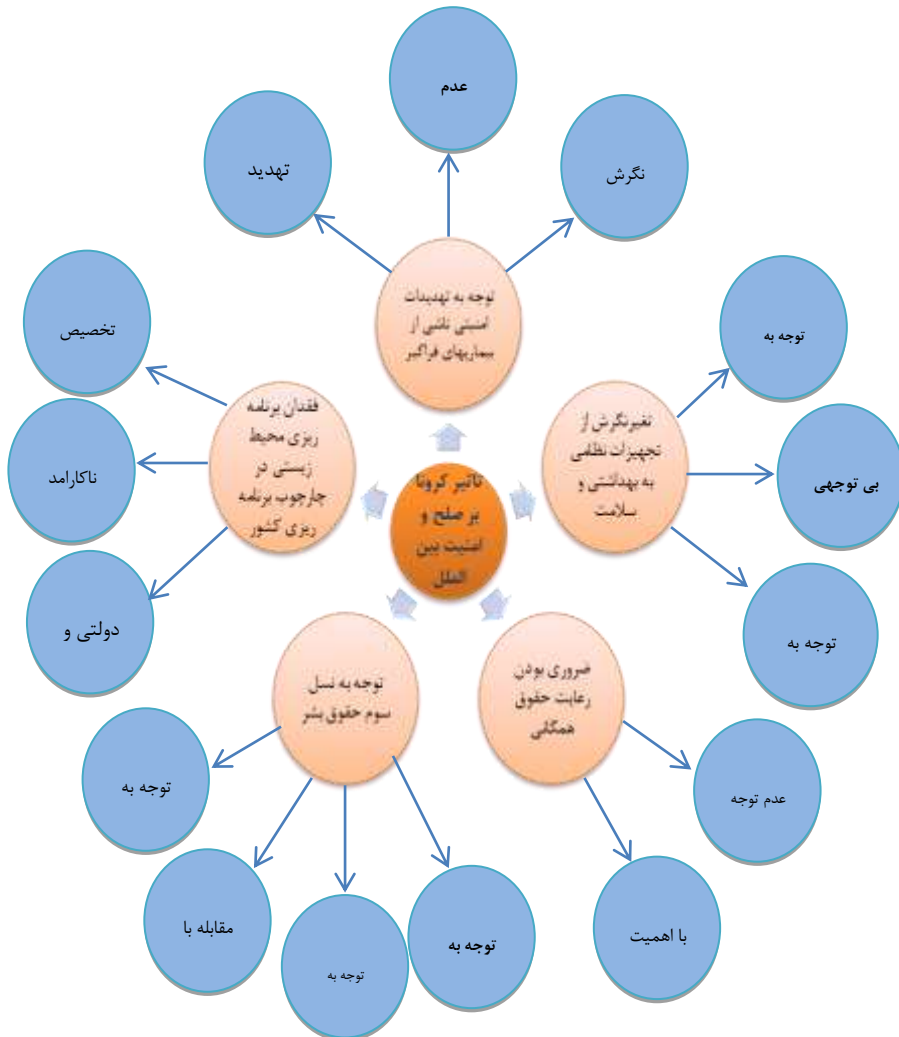 عدم
تهدید
نگرش
توجه به تهدیدات
امنیتی ناشی از
بیماریهای فراگیر
توجه به
بی توجهی
توجه به
تغیرنگرش از
تجهیزات نظامی
به بهداشتی و
سلامت
تخصیص
ناکارامد
دولتی و
فقدان برنامه
ریزی محیط
زیستی در
چارچوب برنامه
ریزی کشور
تاثیر کرونا
بر صلح و
امنیت بین
الملل
توجه به نسل
سوم حقوق بشر
ضروری بودن
رعایت حقوق
همگانی
توجه به
مقابله با
توجه به
توجه به
با اهمیت
عدم توجه